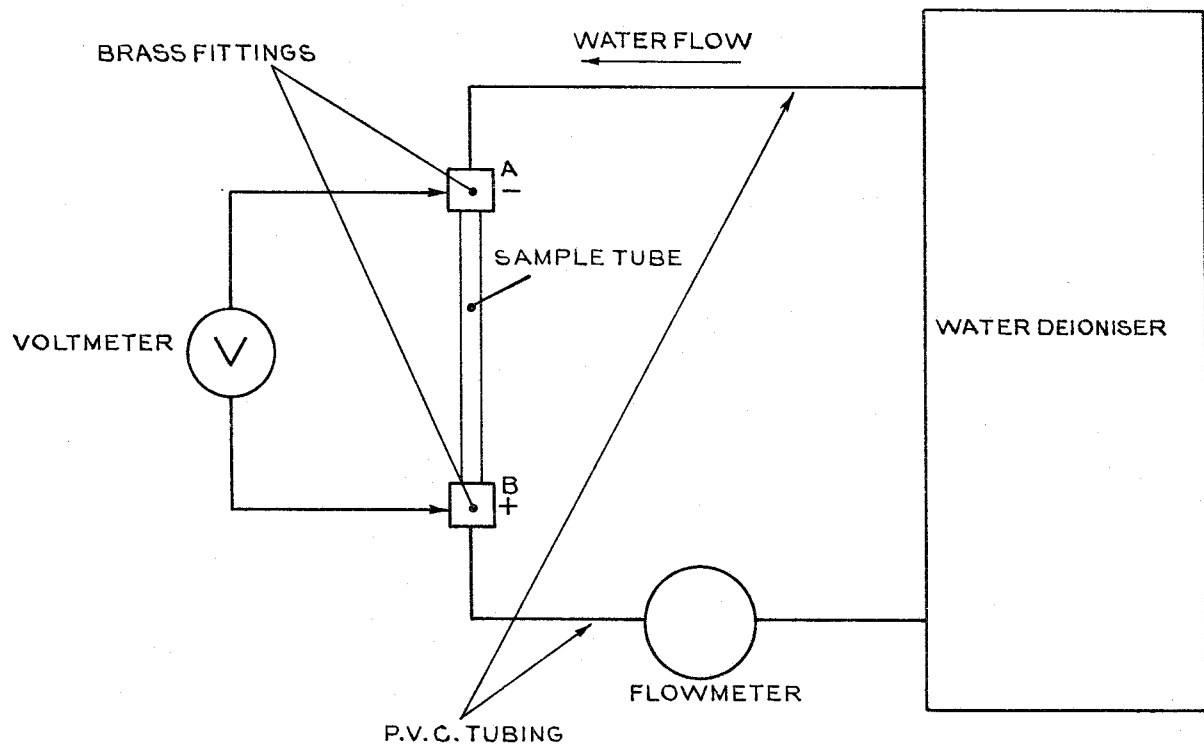 WATER FLOW
BRASS FITTINGS
A
−
SAMPLE TUBE
VOLTMETER
V
WATER DEIONISER
B
+
FLOWMETER
P.V.C. TUBING